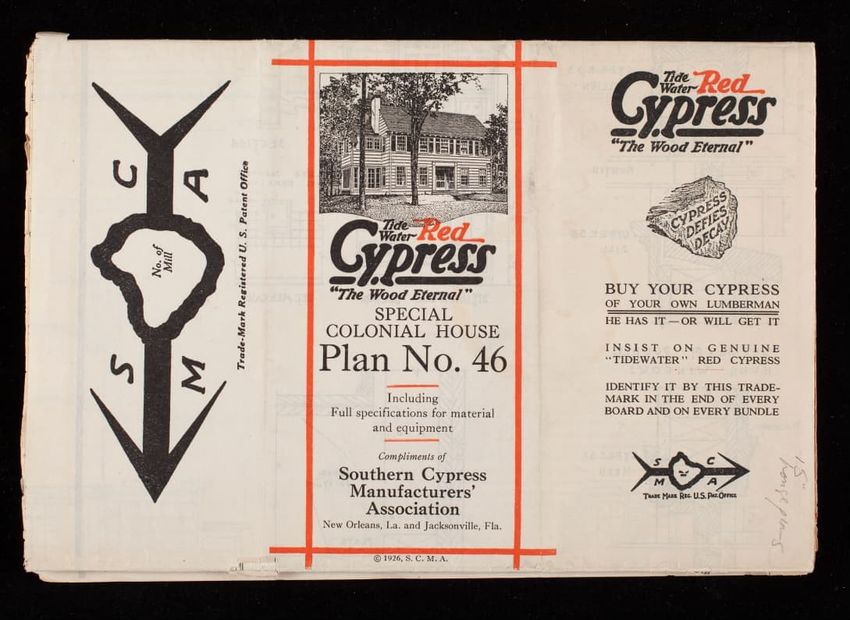 C A
No. of
Mill
S M
Trade-Mark Registered U. S. Patent Office
Tide
Water Red
Cypress
"The Wood Eternal"
SPECIAL
COLONIAL HOUSE
Plan No. 46
Including
Full specifications for material
and equipment
Compliments of
Southern Cypress
Manufacturers'
Association
New Orleans, La. and Jacksonville, Fla.
© 1926, S. C. M. A.
Tide
Water Red
Cypress
"The Wood Eternal"
CYPRESS
DEFIES
DECAY
BUY YOUR CYPRESS
OF YOUR OWN LUMBERMAN
HE HAS IT—OR WILL GET IT
INSIST ON GENUINE
"TIDEWATER" RED CYPRESS
IDENTIFY IT BY THIS TRADE-
MARK IN THE END OF EVERY
BOARD AND ON EVERY BUNDLE
S C
M A
TRADE MARK REG. U.S. PAT. OFFICE